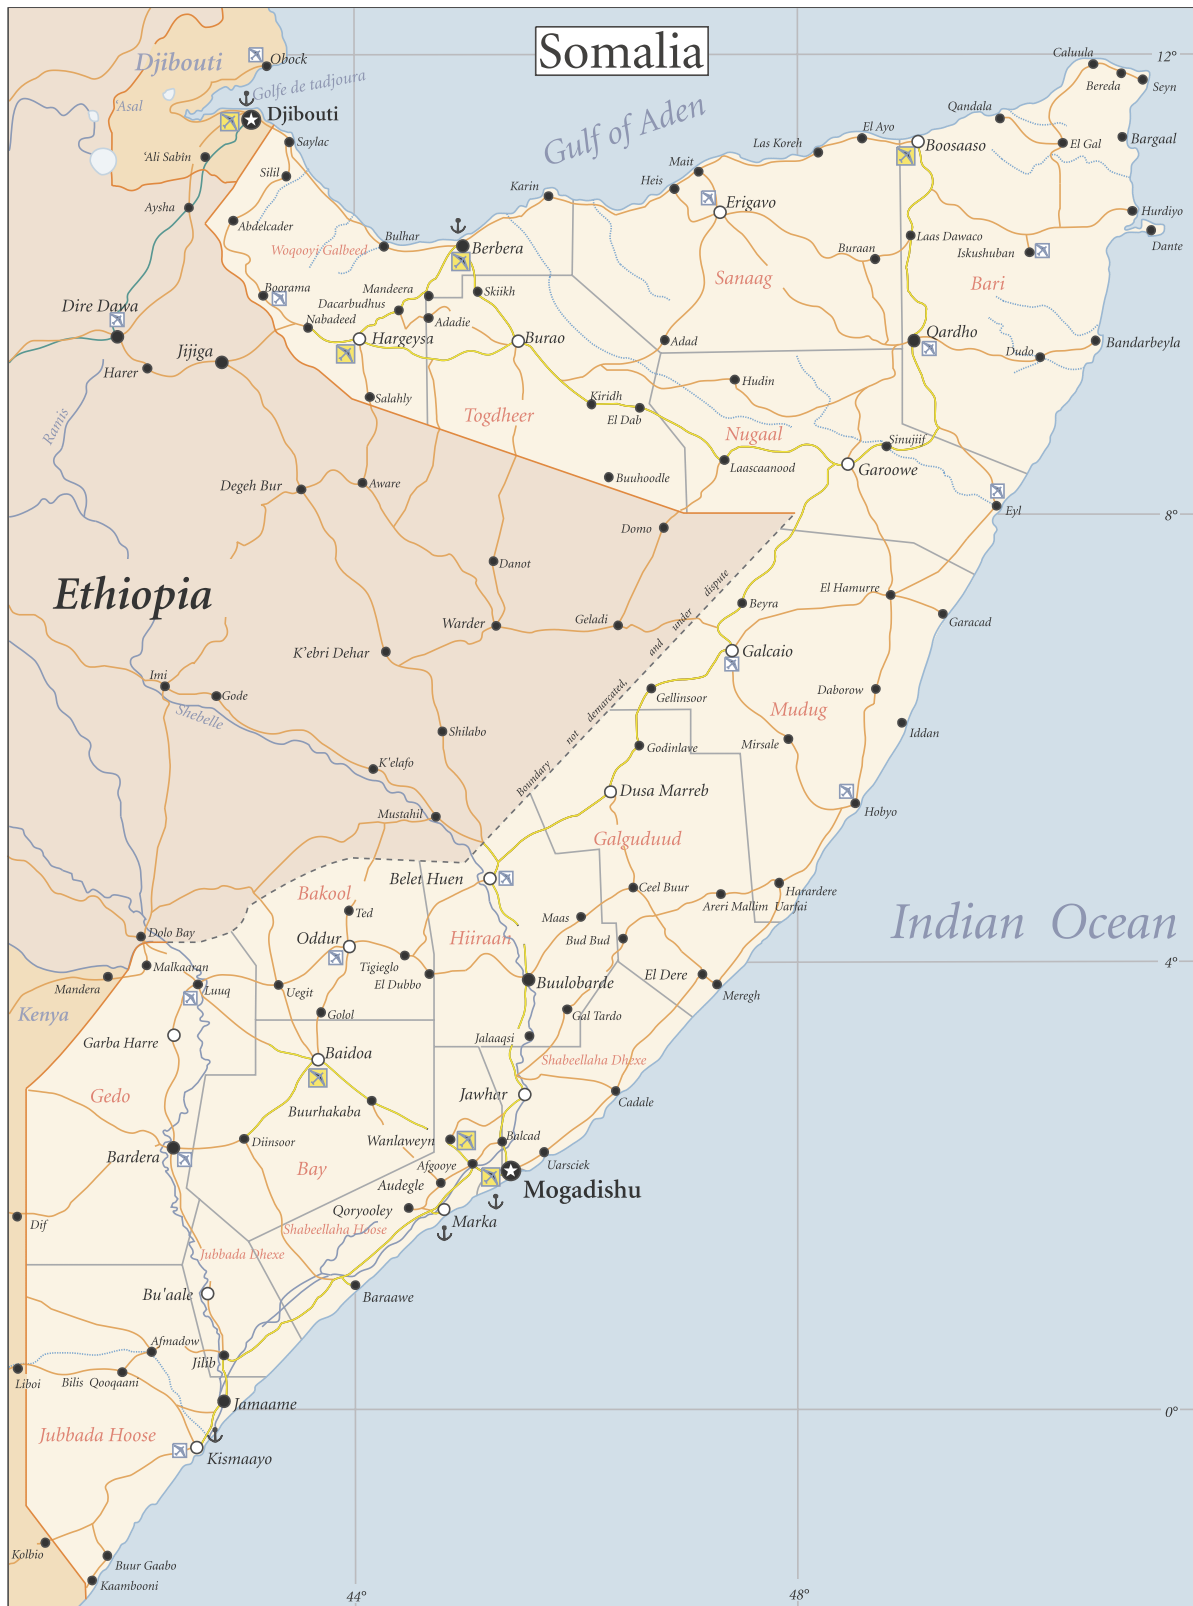 Somalia
12°
Caluula
Bereda
Seyn
Obock
Djibouti
Golfe de tadjoura
'Asal
Djibouti
Gulf of Aden
Qandala
El Ayo
Las Koreh
Boosaaso
El Gal
Bargaal
Saylac
'Ali Sabin
Silil
Mait
Heis
Karin
Erigavo
Hurdiyo
Dante
Aysha
Abdelcader
Woqooyi Galbeed
Bulhar
Berbera
Laas Dawaco
Buraan
Iskushuban
Sanaag
Bari
Boorama
Mandeera
Skiikh
Dacarbudhus
Dire Dawa
Nabadeed
Adadie
Hargeysa
Burao
Adad
Qardho
Dudo
Bandarbeyla
Jijiga
Harer
Salahly
Hudin
Kiridh
El Dab
Togdheer
Nugaal
Ramis
Sinujiif
Laascaanood
Garoowe
Buuhoodle
Degeh Bur
Aware
Eyl
8°
Domo
Danot
Ethiopia
Boundary not demarcated, and under dispute
El Hamurre
Beyra
Garacad
Warder
Geladi
K'ebri Dehar
Galcaio
Imi
Gode
Shebelle
Gellinsoor
Daborow
Mudug
Iddan
Shilabo
Godinlave
Mirsale
K'elafo
Dusa Marreb
Mustahil
Hobyo
Galguduud
Belet Huen
Bakool
Ceel Buur
Harardere
Areri Mallim
Uarfai
Ted
Maas
Indian Ocean
Dolo Bay
Oddur
Hiiraan
Bud Bud
Malkaaran
Tigieglo
El Dubbo
Mandera
Luuq
Uegit
Buulobarde
El Dere
4°
Meregh
Kenya
Golol
Gal Tardo
Garba Harre
Jalaaqsi
Baidoa
Shabeellaha Dhexe
Gedo
Buurhakaba
Jawhar
Cadale
Diinsoor
Wanlaweyn
Balcad
Bardera
Bay
Afgooye
Uarsciek
Audegle
Mogadishu
Qoryooley
Marka
Dif
Shabeellaha Hoose
Jubbada Dhexe
Bu'aale
Baraawe
Afmadow
Jilib
Liboi
Bilis Qooqaani
Jamaame
0°
Jubbada Hoose
Kismaayo
Kolbio
Buur Gaabo
Kaambooni
44°
48°